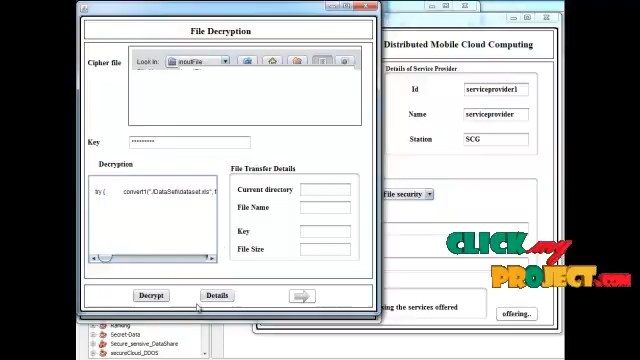 File Decryption
Cipher file
Look In:
inputFile
Key
*********
Decryption
try {
convert1("./DataSet\dataset.xls",
File Transfer Details
Current directory
File Name
Key
File Size
Decrypt
Details
Distributed Mobile Cloud Computing
Details of Service Provider
Id
serviceprovider1
Name
serviceprovider
Station
SCG
File security
ing the services offered
offering..
CLICK my
PROJECT.COM
Ranking
Secret-Data
Secure_sensive_DataShare
secureCloud_DDOS